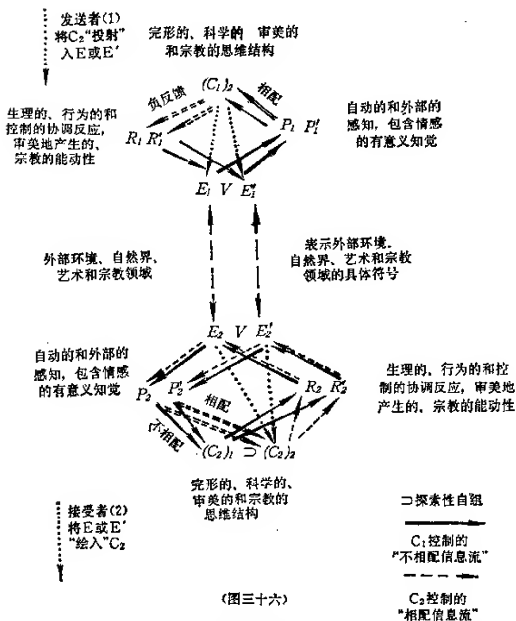 发送者(1)
将C₂“投射”
入E或E′
完形的、科学的 审美的
和宗教的思维结构
负反馈
(C₁)₂
相配
生理的、行为的和
控制的协调反应,
审美地产生的、
宗教的能动性
R₁ R₁′
P₁ P₁′
自动的和外部的
感知,包含情感
的有意义知觉
E₁ V E₁′
外部环境、自然界、
艺术和宗教领域
表示外部环境.
自然界、艺术和宗教
领域的具体符号
E₂ V E₂′
自动的和外部的
感知,包含情感
的有意义知觉
P₂ P₂′
相配
R₂ R₂′
生理的、行为的和控
制的协调反应,审美地
产生的、宗教的能动性
不相配
(C₂)₁ ⊃ (C₂)₂
完形的、科学的、
审美的和宗教的
思维结构
接受者(2)
将E或E′
“绘入”C₂
⊃探索性自组
C₁控制的
“不相配信息流”
C₂控制的
“相配信息流”
(图三十六)